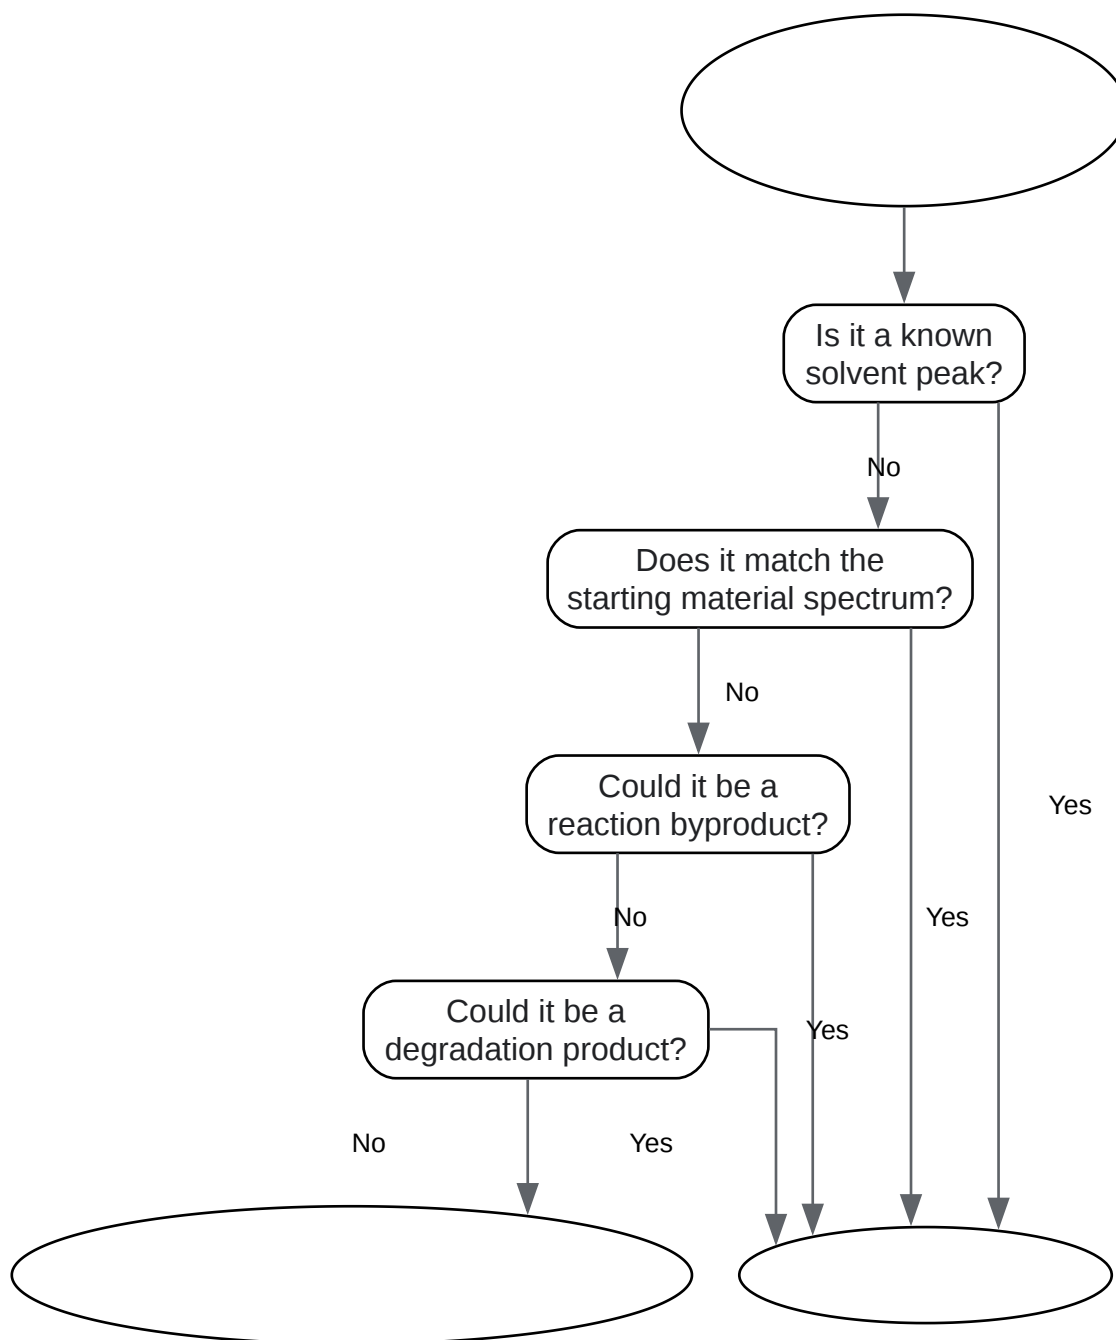 Is it a known
solvent peak?
No
Does it match the
starting material spectrum?
No
Could it be a
reaction byproduct?
Yes
No
Yes
Could it be a
degradation product?
Yes
No
Yes